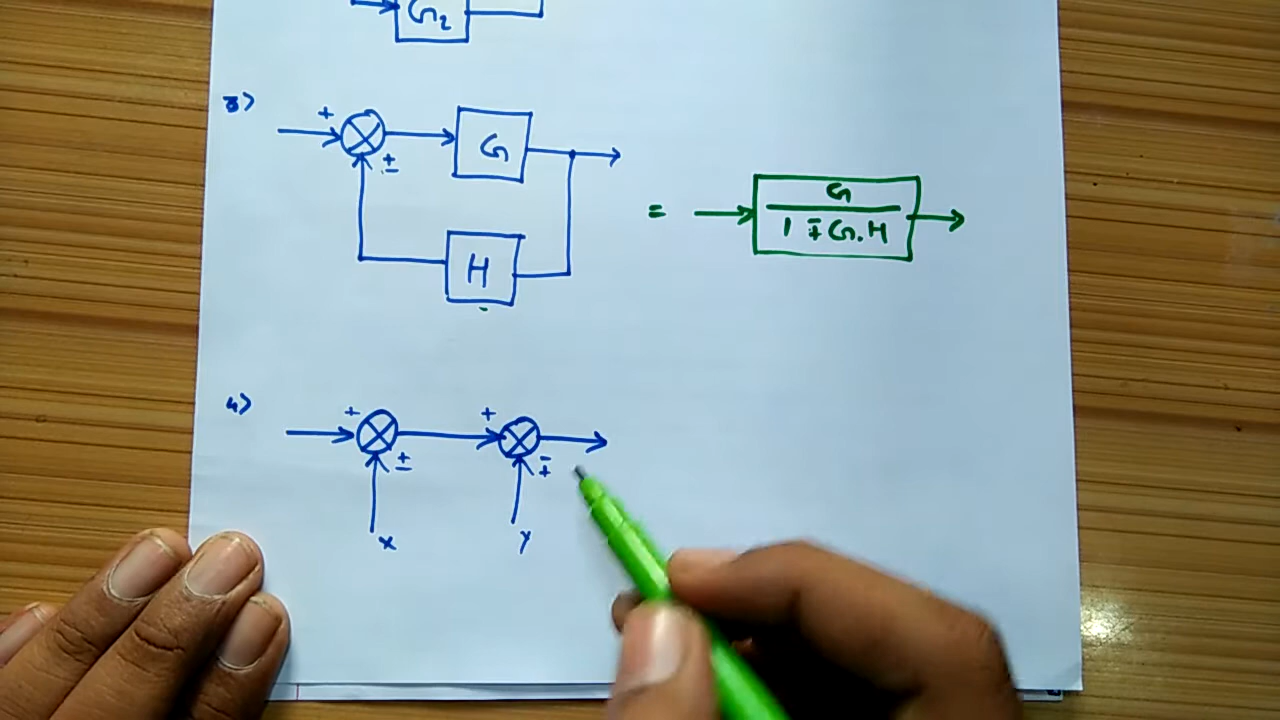 G2
3>
+
±
G
H
=
G
1 ∓ G.H
4>
+ +
± ∓
x y